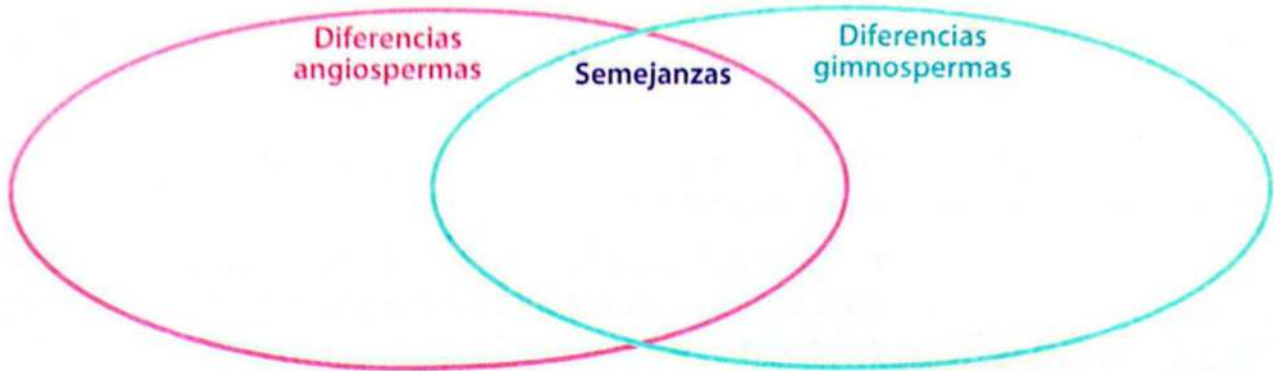 Diferencias
angiospermas
Semejanzas
Diferencias
gimnospermas